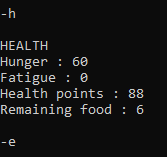 -h
HEALTH
Hunger : 60
Fatigue : 0
Health points : 88
Remaining food : 6
-e